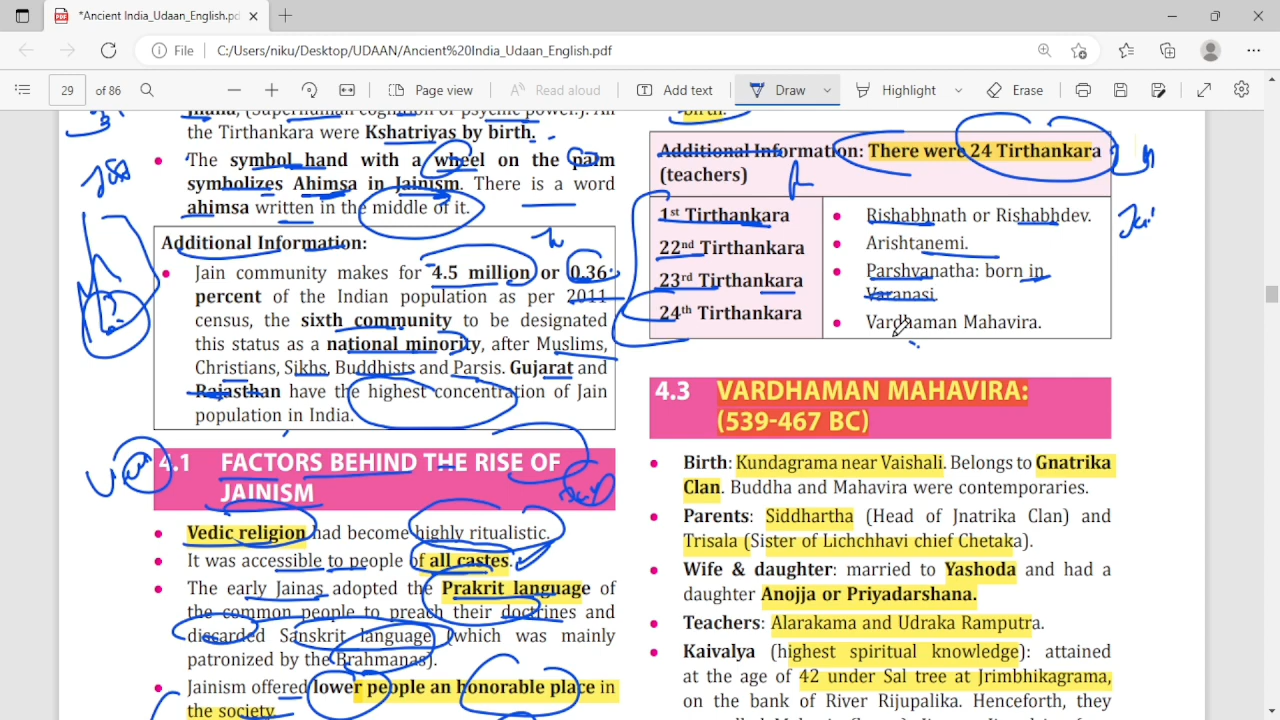 *Ancient India_Udaan_English.pd
File
C:/Users/niku/Desktop/UDAAN/Ancient%20India_Udaan_English.pdf
29 of 86
Page view
Read aloud
Add text
Draw
Highlight
Erase
India, (Superhuman cognition or psychic power.). All
the Tirthankara were Kshatriyas by birth.
• The symbol hand with a wheel on the palm
symbolizes Ahimsa in Jainism. There is a word
ahimsa written in the middle of it.
Additional Information:
• Jain community makes for 4.5 million or 0.36
percent of the Indian population as per 2011
census, the sixth community to be designated
this status as a national minority, after Muslims,
Christians, Sikhs, Buddhists and Parsis. Gujarat and
Rajasthan have the highest concentration of Jain
population in India.
4.1 FACTORS BEHIND THE RISE OF
JAINISM
• Vedic religion had become highly ritualistic.
• It was accessible to people of all castes.
• The early Jainas adopted the Prakrit language of
the common people to preach their doctrines and
discarded Sanskrit language (which was mainly
patronized by the Brahmanas).
• Jainism offered lower people an honorable place in
the society
birth.
Additional Information: There were 24 Tirthankara
(teachers)
1st Tirthankara • Rishabhnath or Rishabhdev.
22nd Tirthankara • Arishtanemi.
23rd Tirthankara • Parshvanatha: born in
Varanasi.
24th Tirthankara • Vardhaman Mahavira.
4.3 VARDHAMAN MAHAVIRA:
(539-467 BC)
• Birth: Kundagrama near Vaishali. Belongs to Gnatrika
Clan. Buddha and Mahavira were contemporaries.
• Parents: Siddhartha (Head of Jnatrika Clan) and
Trisala (Sister of Lichchhavi chief Chetaka).
• Wife & daughter: married to Yashoda and had a
daughter Anojja or Priyadarshana.
• Teachers: Alarakama and Udraka Ramputra.
• Kaivalya (highest spiritual knowledge): attained
at the age of 42 under Sal tree at Jrimbhikagrama,
on the bank of River Rijupalika. Henceforth, they